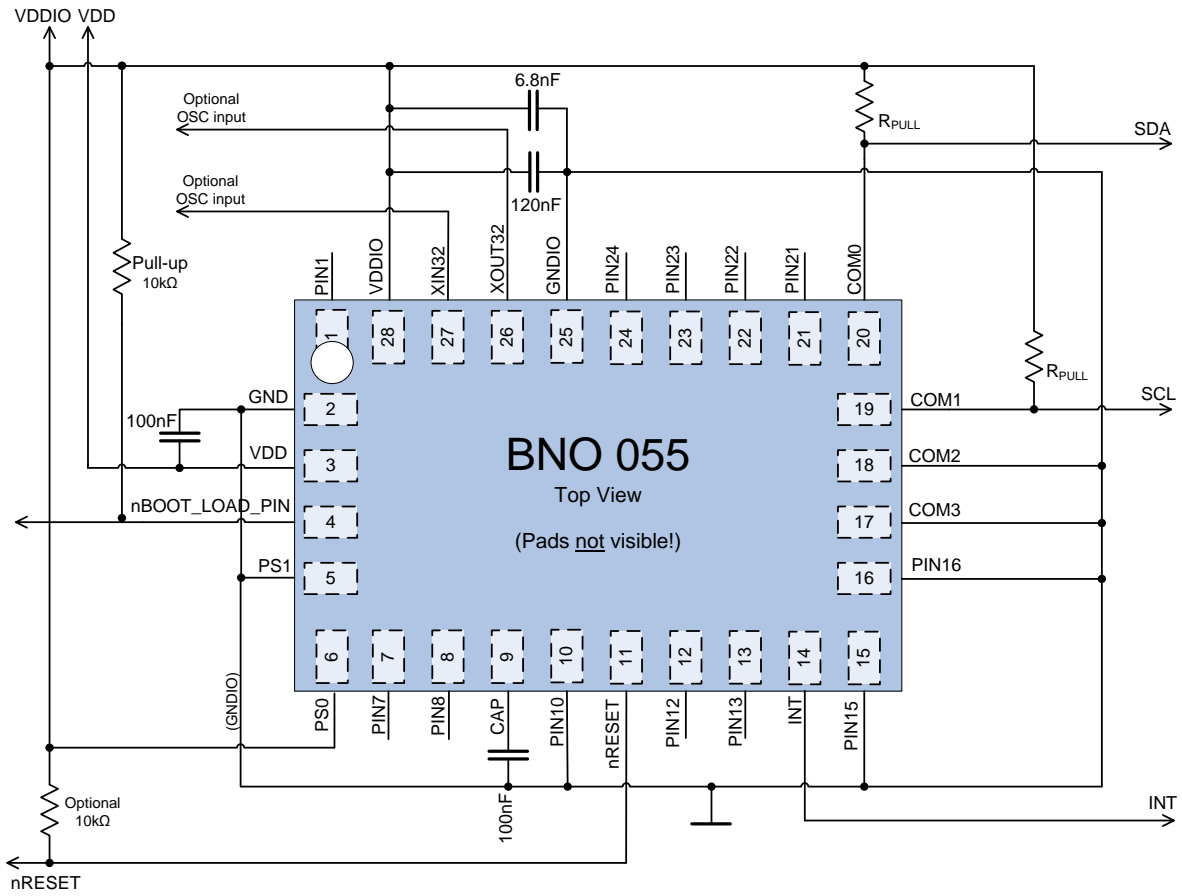 VDDIO VDD
6.8nF
Optional
OSC input
R_PULL
SDA
Optional
OSC input
120nF
Pull-up
10kΩ
PIN1
VDDIO
XIN32
XOUT32
GNDIO
PIN24
PIN23
PIN22
PIN21
COM0
1
28
27
26
25
24
23
22
21
20
R_PULL
GND
2
19
COM1
SCL
100nF
BNO 055
VDD
3
18
COM2
Top View
nBOOT_LOAD_PIN
4
17
COM3
(Pads not visible!)
PS1
5
16
PIN16
6
7
8
9
10
11
12
13
14
15
(GNDIO)
PS0
PIN7
PIN8
CAP
PIN10
nRESET
PIN12
PIN13
INT
PIN15
Optional
10kΩ
100nF
INT
nRESET